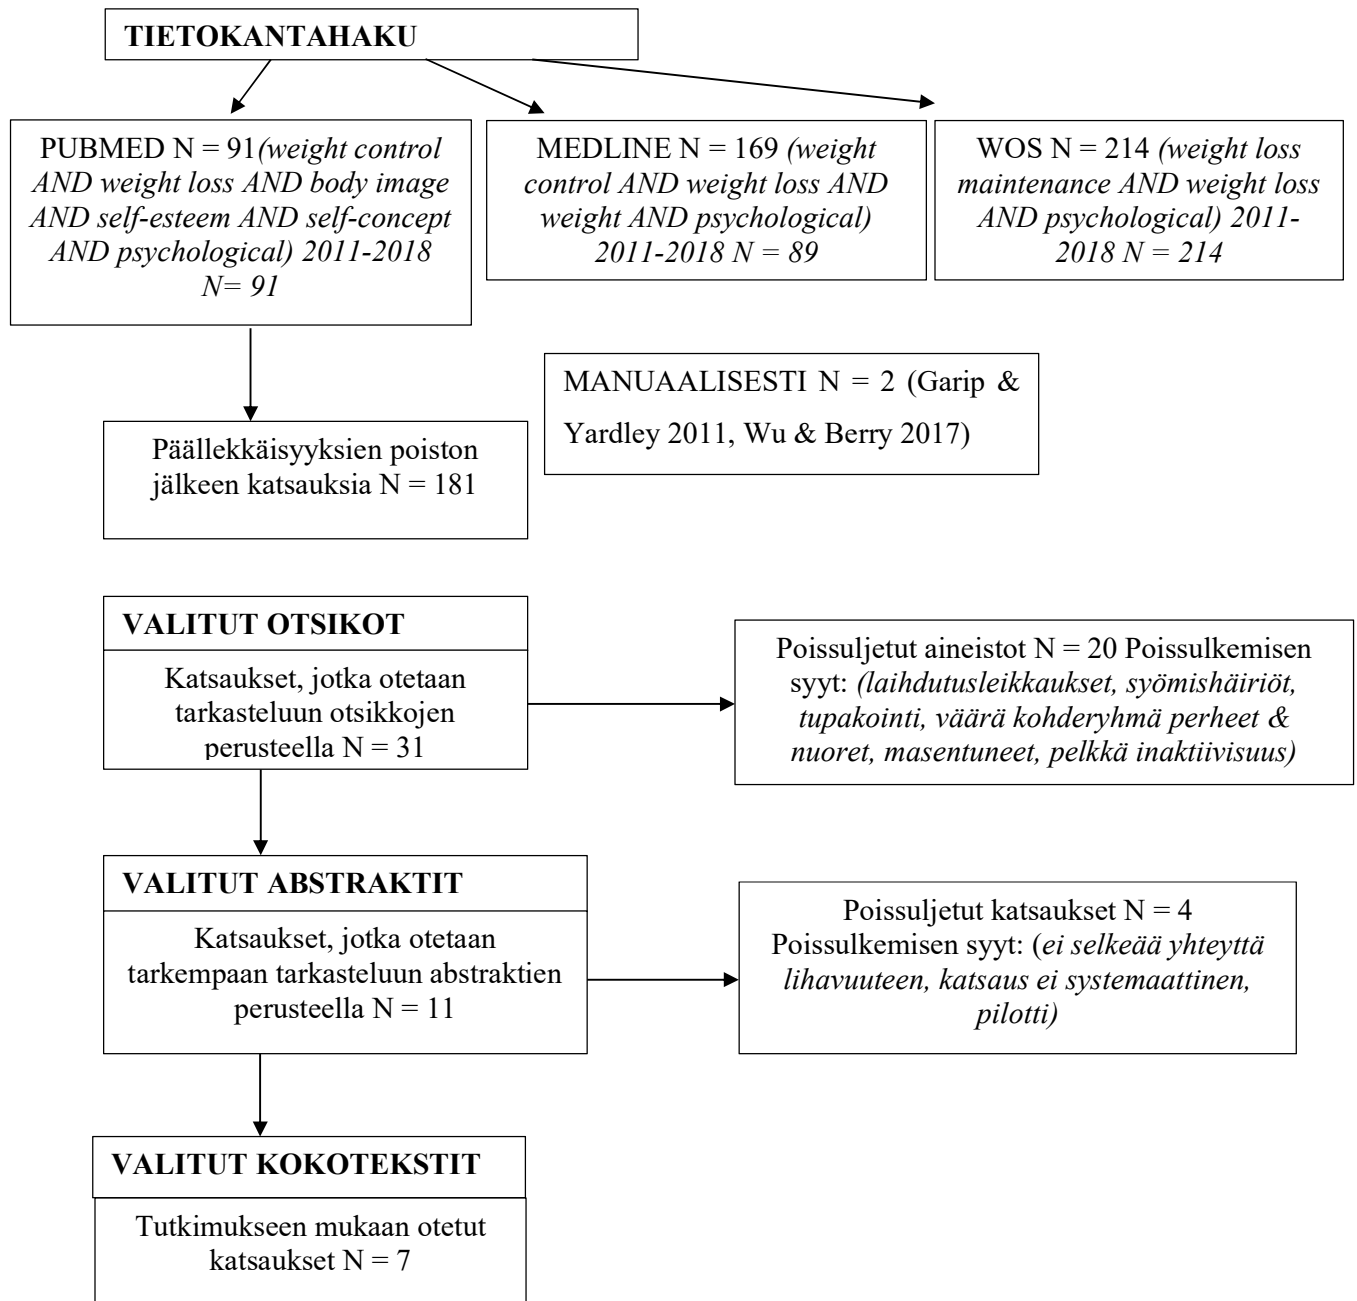 TIETOKANTAHAKU
PUBMED N = 91(weight control
AND weight loss AND body image
AND self-esteem AND self-concept
AND psychological) 2011-2018
N= 91
MEDLINE N = 169 (weight
control AND weight loss AND
weight AND psychological)
2011-2018 N = 89
WOS N = 214 (weight loss
maintenance AND weight loss
AND psychological) 2011-
2018 N = 214
MANUAALISESTI N = 2 (Garip &
Yardley 2011, Wu & Berry 2017)
Päällekkäisyyksien poiston
jälkeen katsauksia N = 181
VALITUT OTSIKOT
Katsaukset, jotka otetaan
tarkasteluun otsikkojen
perusteella N = 31
Poissuljetut aineistot N = 20 Poissulkemisen
syyt: (laihdutusleikkaukset, syömishäiriöt,
tupakointi, väärä kohderyhmä perheet &
nuoret, masentuneet, pelkkä inaktiivisuus)
VALITUT ABSTRAKTIT
Katsaukset, jotka otetaan
tarkempaan tarkasteluun abstraktien
perusteella N = 11
Poissuljetut katsaukset N = 4
Poissulkemisen syyt: (ei selkeää yhteyttä
lihavuuteen, katsaus ei systemaattinen,
pilotti)
VALITUT KOKOTEKSTIT
Tutkimukseen mukaan otetut
katsaukset N = 7